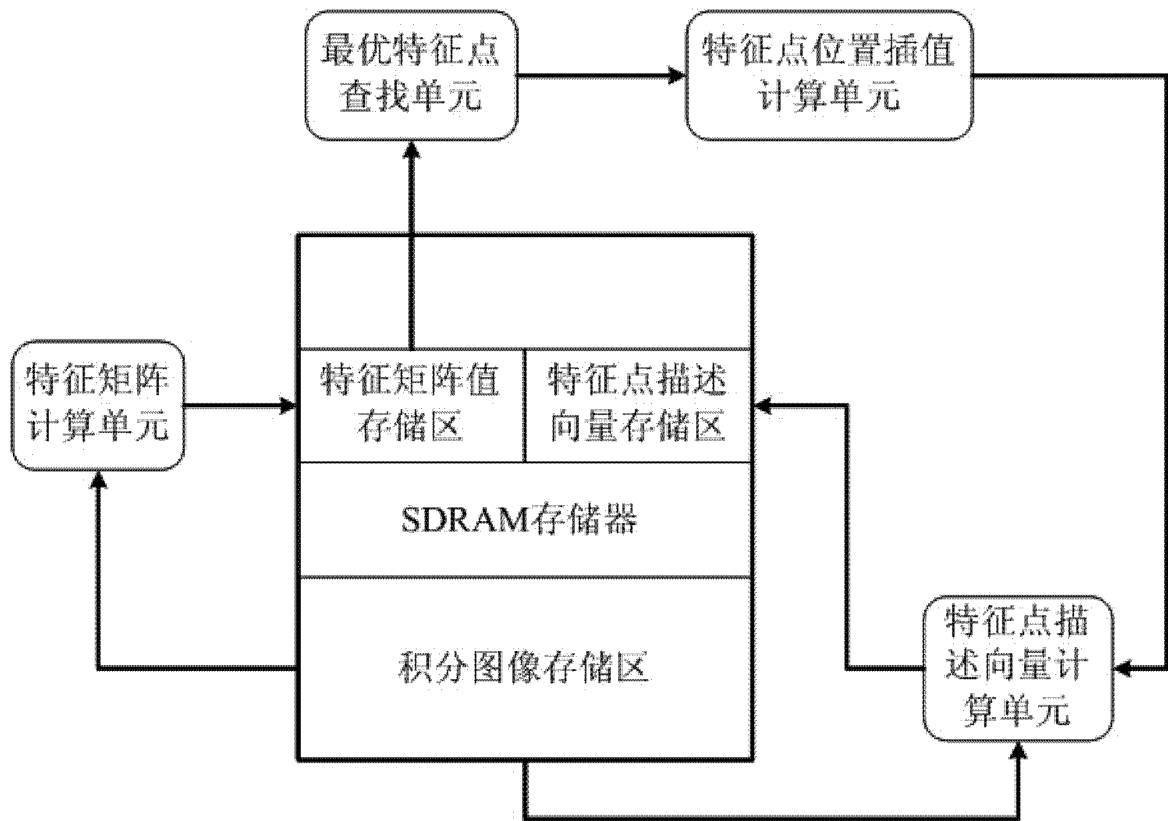 最优特征点
查找单元
特征点位置插值
计算单元
特征矩阵
计算单元
特征矩阵值
存储区
特征点描述
向量存储区
SDRAM存储器
积分图像存储区
特征点描
述向量计
算单元